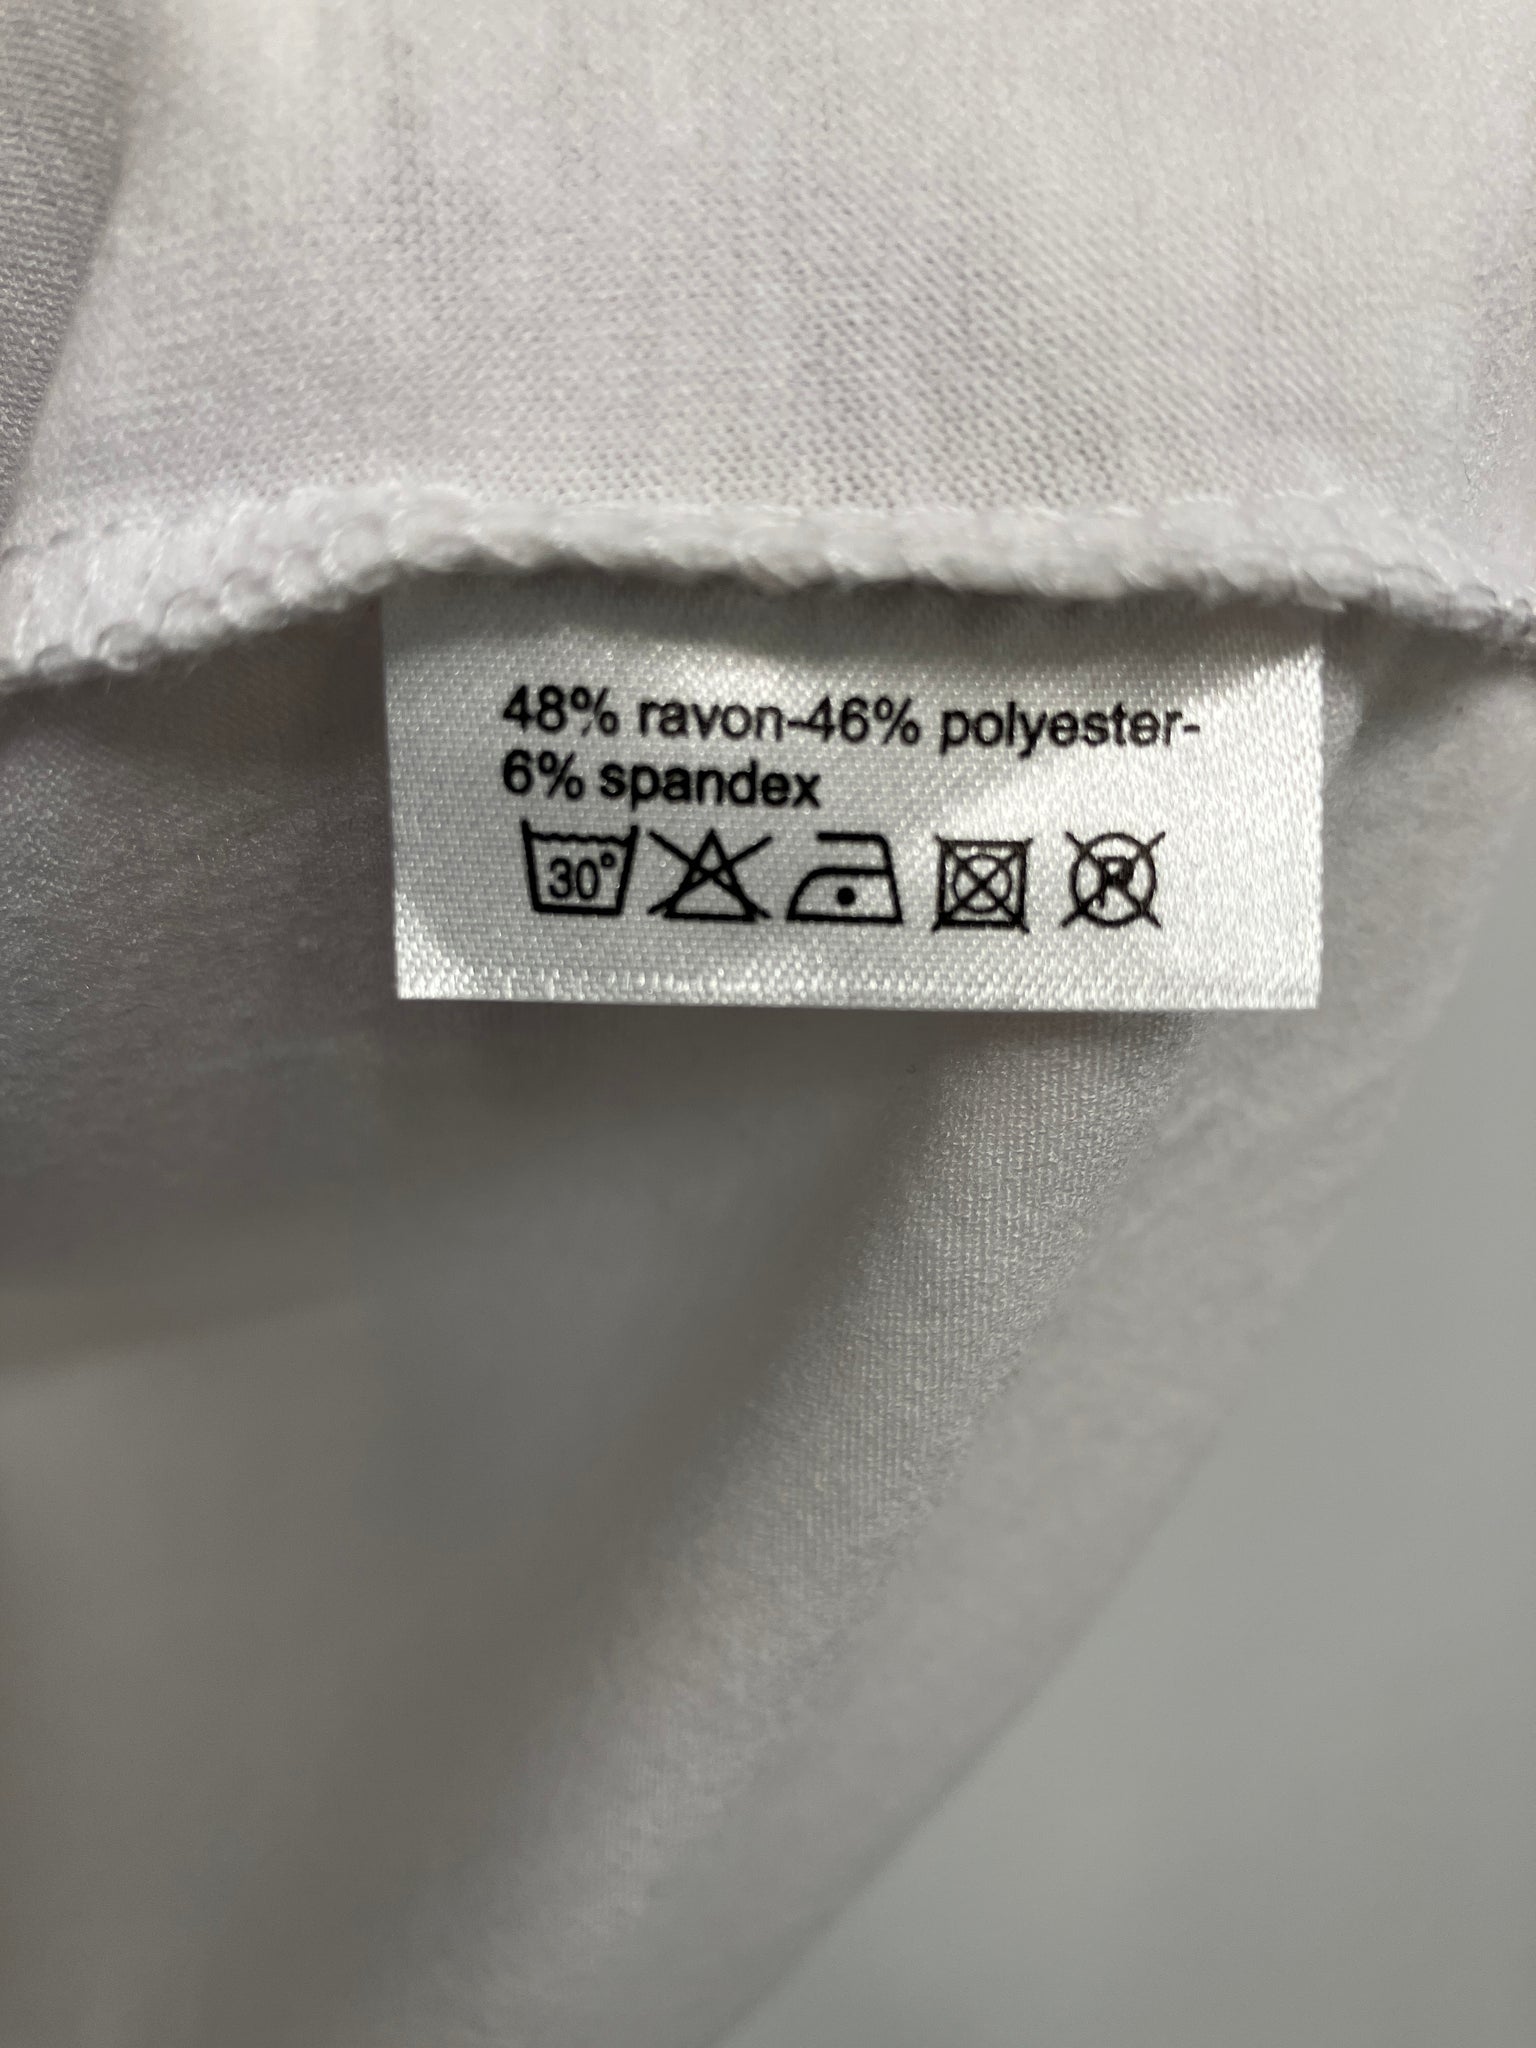 48% ravon-46% polyester-
6% spandex
30°
P